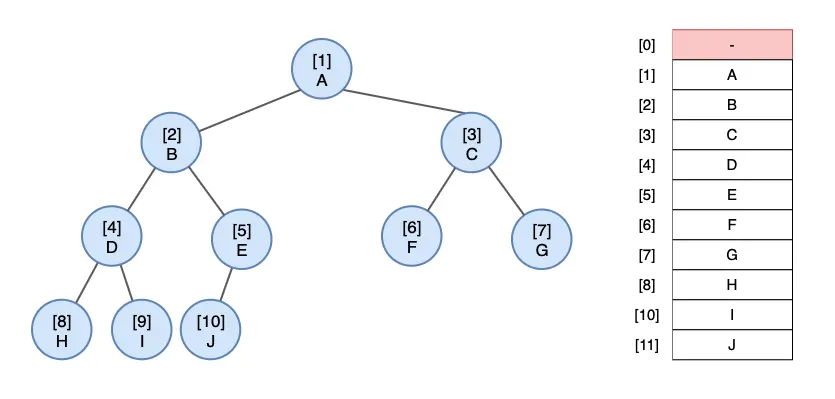 [1]
A
[2]
B
[3]
C
[4]
D
[5]
E
[6]
F
[7]
G
[8]
H
[9]
I
[10]
J
[0] -
[1] A
[2] B
[3] C
[4] D
[5] E
[6] F
[7] G
[8] H
[10] I
[11] J